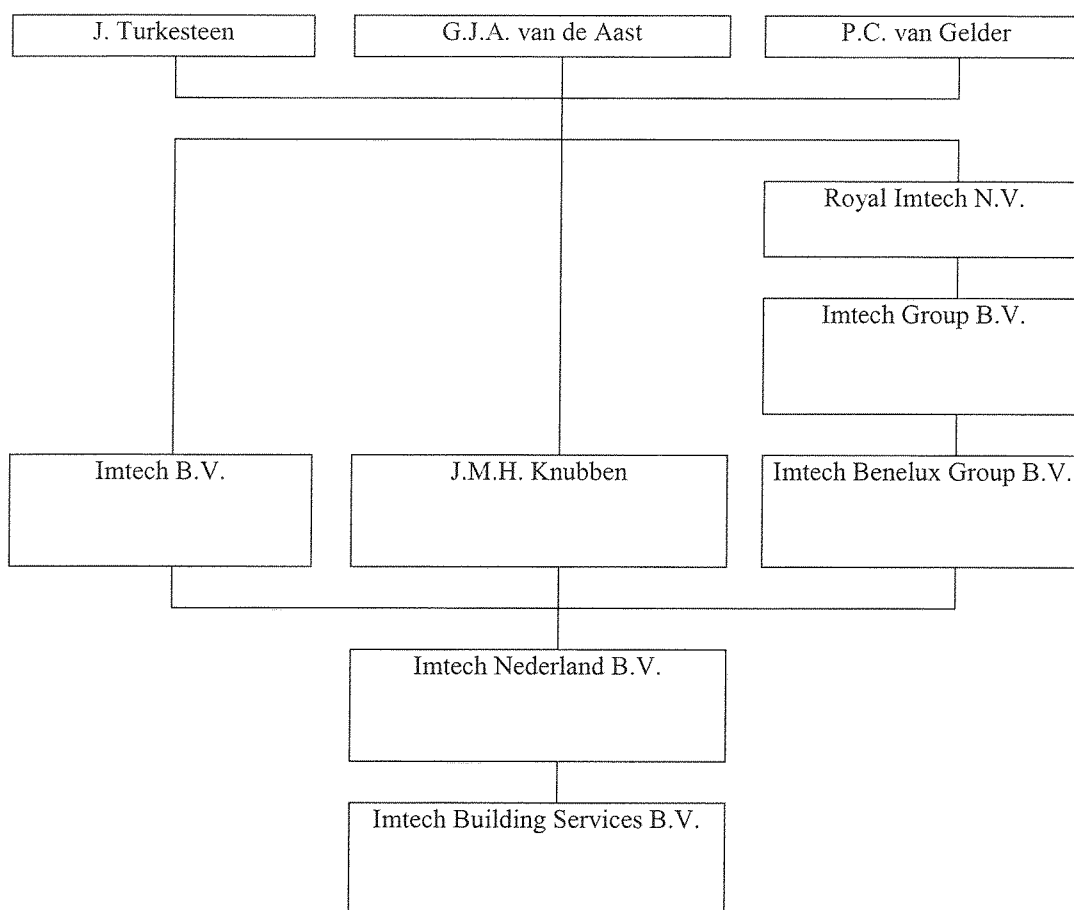 J. Turkesteen
G.J.A. van de Aast
P.C. van Gelder
Royal Imtech N.V.
Imtech Group B.V.
Imtech B.V.
J.M.H. Knubben
Imtech Benelux Group B.V.
Imtech Nederland B.V.
Imtech Building Services B.V.